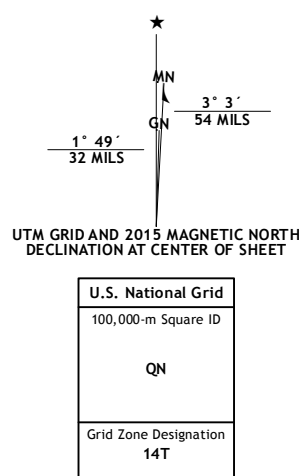 ★
MN
3° 3´
54 MILS
GN
1° 49´
32 MILS
UTM GRID AND 2015 MAGNETIC NORTH
DECLINATION AT CENTER OF SHEET
U.S. National Grid
100,000-m Square ID
QN
Grid Zone Designation
14T